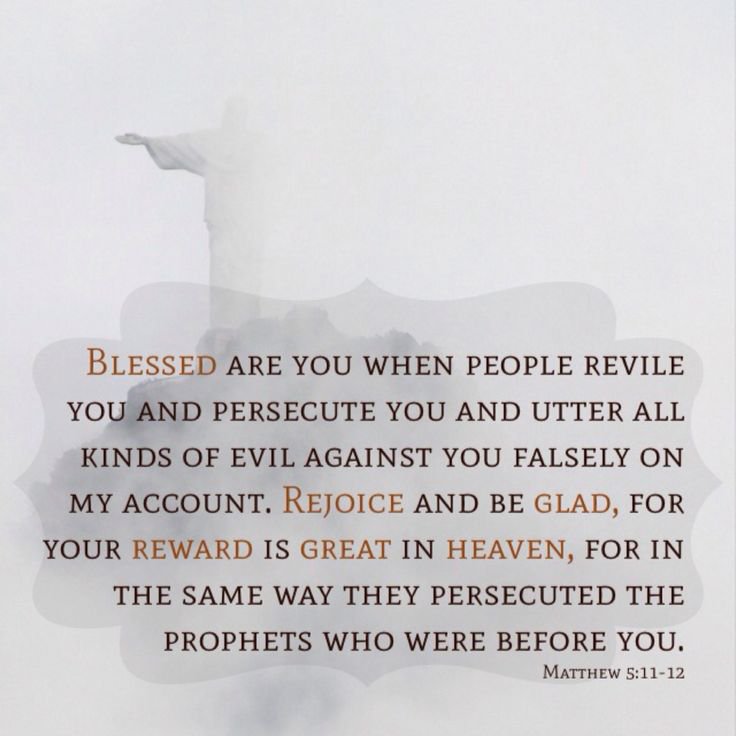 Blessed are you when people revile
you and persecute you and utter all
kinds of evil against you falsely on
my account. Rejoice and be glad, for
your reward is great in heaven, for in
the same way they persecuted the
prophets who were before you.
Matthew 5:11-12